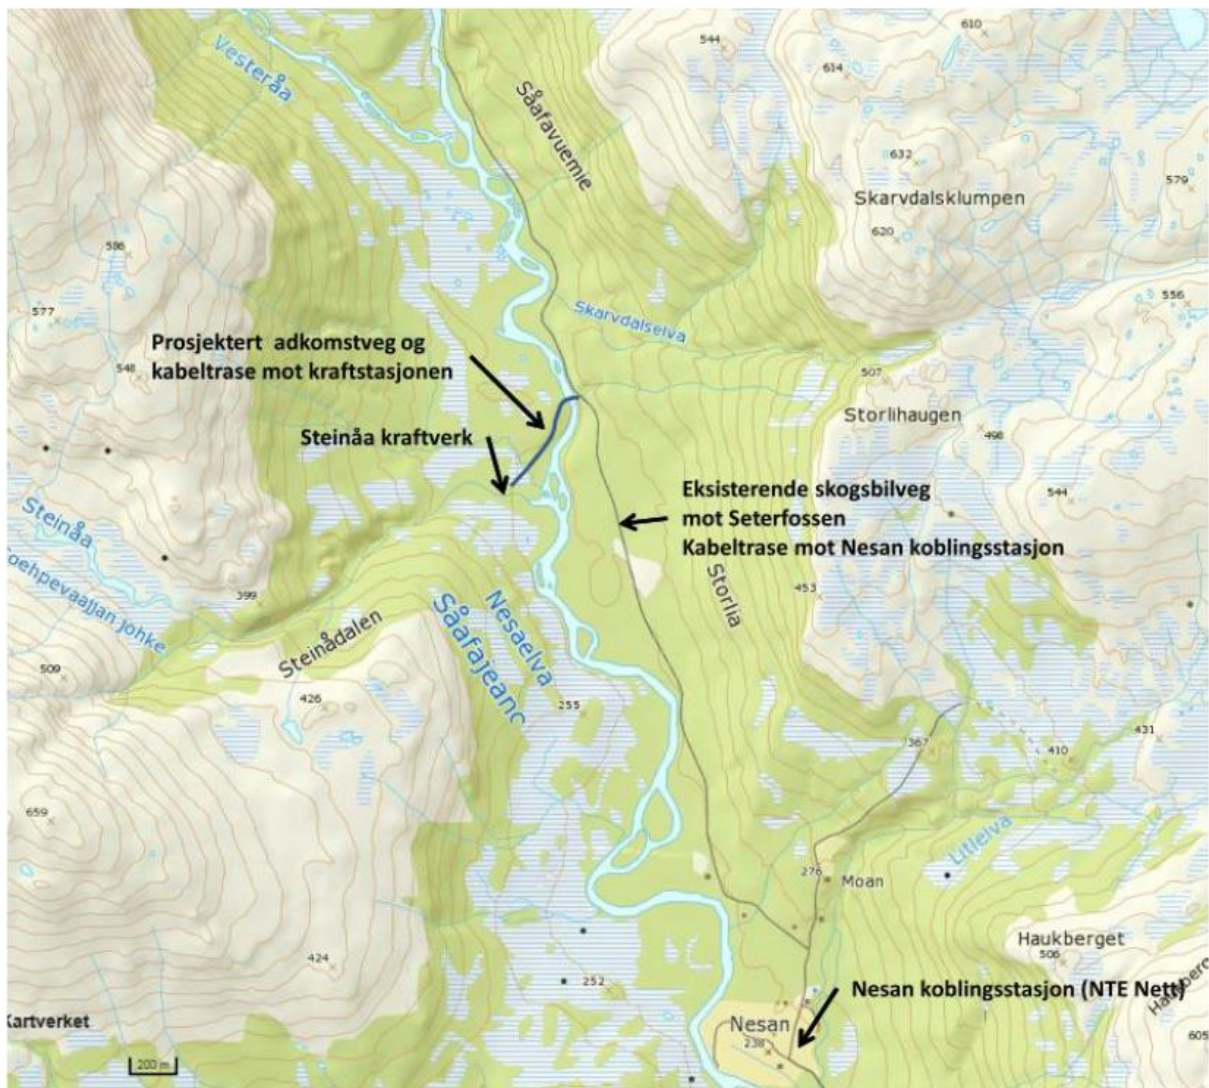 610
544
614
Vesteråa
Såafavuemie
632
579
Skarvdalsklumpen
620
586
556
577
Skarvdalselva
Prosjektert adkomstveg og
kabeltrase mot kraftstasjonen
548
507
Storlihaugen
498
Steinåa kraftverk
Eksisterende skogsbilveg
mot Seterfossen
Kabeltrase mot Nesan koblingsstasjon
544
Steinåa
Storlia
453
399
Nesaelva
Såafajeanc
Steinådalen
509
426
255
367
431
410
659
Litlelva
276
Moan
Haukberget
506
424
252
Nesan koblingsstasjon (NTE Nett)
Kartverket
Nesan
238
605
200 m